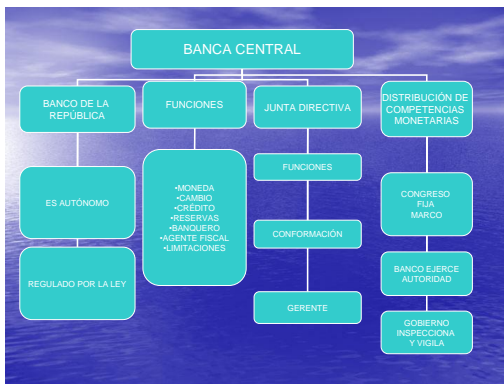 BANCA CENTRAL
BANCO DE LA
REPÚBLICA
ES AUTÓNOMO
REGULADO POR LA LEY
FUNCIONES
•MONEDA
•CAMBIO
•CRÉDITO
•RESERVAS
•BANQUERO
•AGENTE FISCAL
•LIMITACIONES
JUNTA DIRECTIVA
FUNCIONES
CONFORMACIÓN
GERENTE
DISTRIBUCIÓN DE
COMPETENCIAS
MONETARIAS
CONGRESO
FIJA
MARCO
BANCO EJERCE
AUTORIDAD
GOBIERNO
INSPECCIONA
Y VIGILA